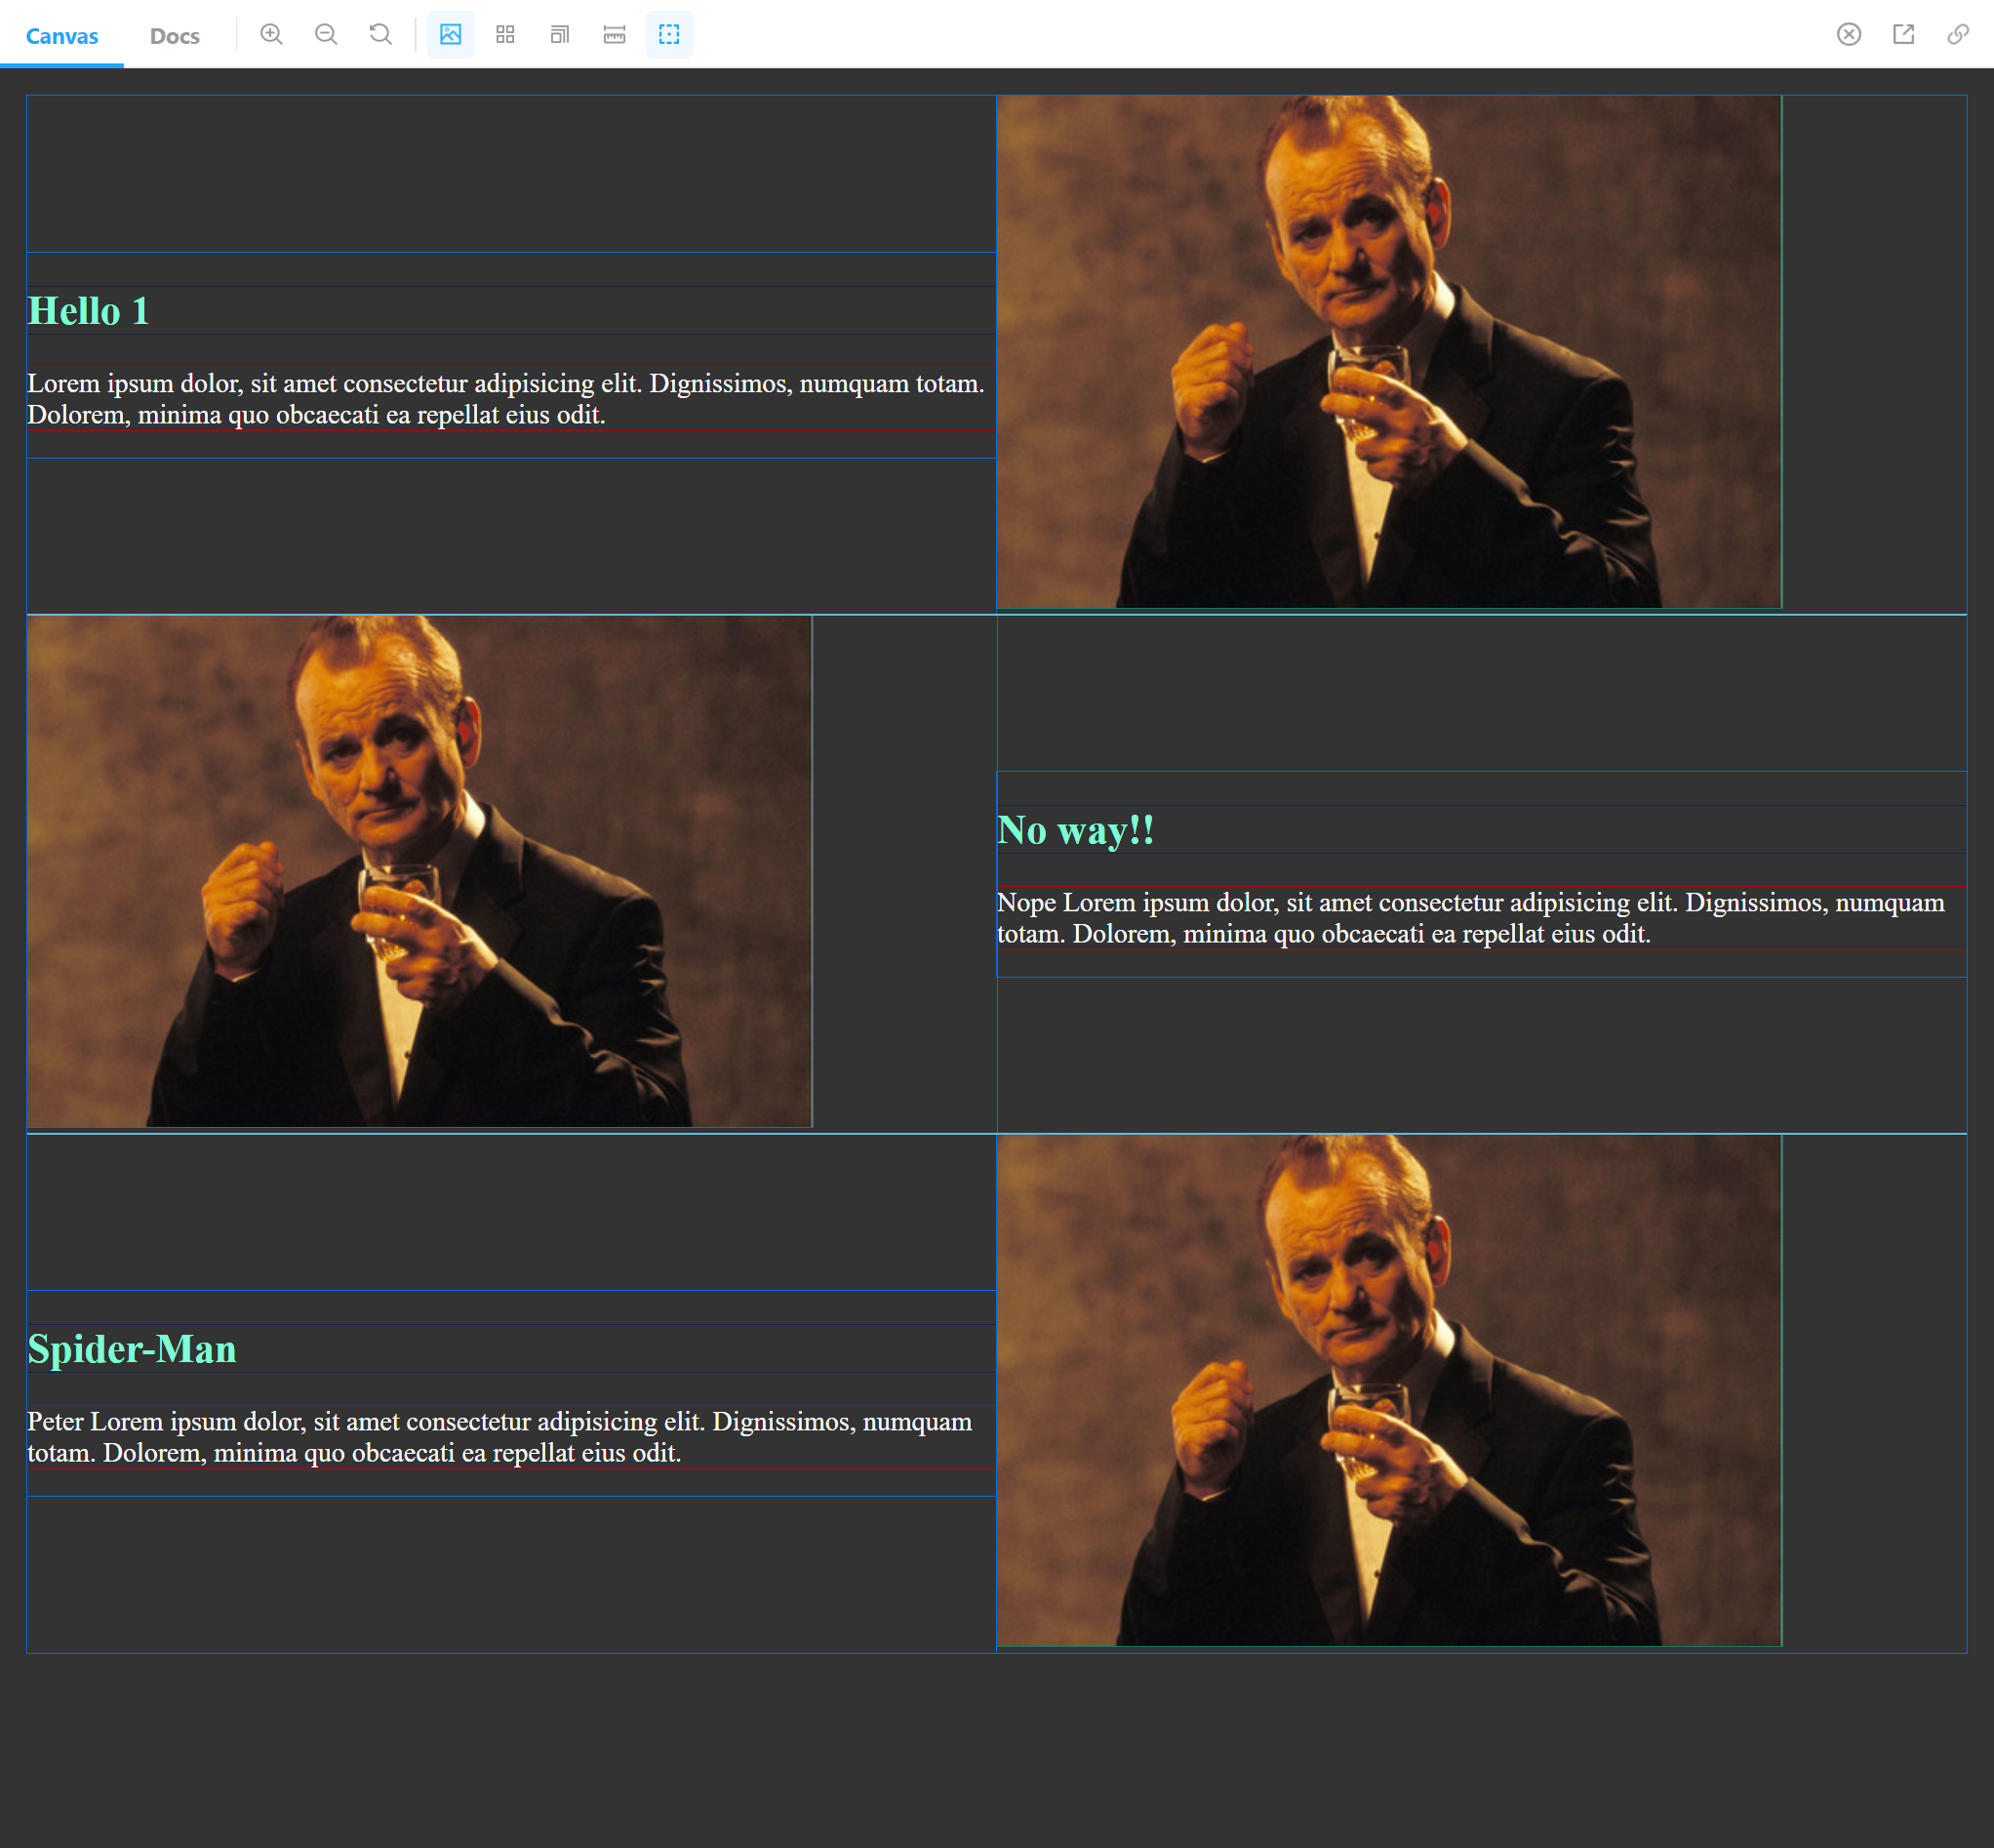 Canvas
Docs
Hello 1
Lorem ipsum dolor, sit amet consectetur adipisicing elit. Dignissimos, numquam totam.
Dolorem, minima quo obcaecati ea repellat eius odit.
No way!!
Nope Lorem ipsum dolor, sit amet consectetur adipisicing elit. Dignissimos, numquam
totam. Dolorem, minima quo obcaecati ea repellat eius odit.
Spider-Man
Peter Lorem ipsum dolor, sit amet consectetur adipisicing elit. Dignissimos, numquam
totam. Dolorem, minima quo obcaecati ea repellat eius odit.